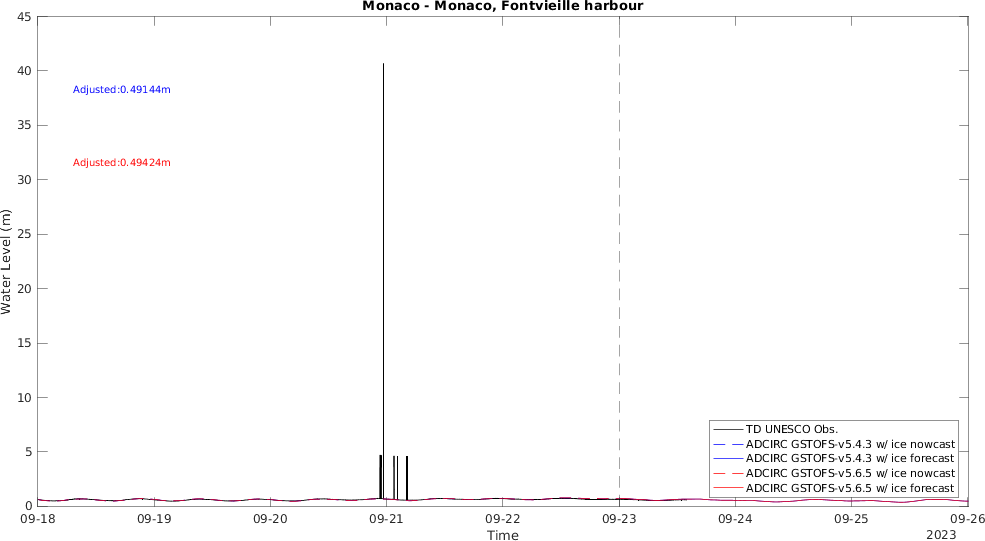 Monaco - Monaco, Fontvieille harbour
45
40
35
30
25
20
15
10
5
0
Water Level (m)
Adjusted:0.49144m
Adjusted:0.49424m
TD UNESCO Obs.
ADCIRC GSTOFS-v5.4.3 w/ ice nowcast
ADCIRC GSTOFS-v5.4.3 w/ ice forecast
ADCIRC GSTOFS-v5.6.5 w/ ice nowcast
ADCIRC GSTOFS-v5.6.5 w/ ice forecast
09-18 09-19 09-20 09-21 09-22 09-23 09-24 09-25 09-26
Time
2023